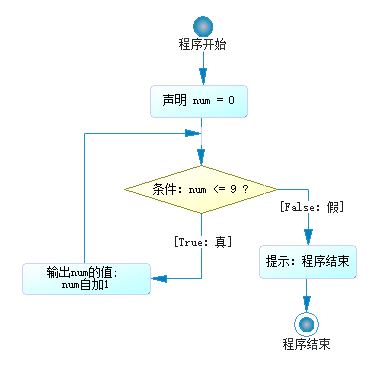 程序开始
声明 num = 0
条件: num <= 9 ?
[False: 假]
[True: 真]
输出num的值;
num自加1
提示: 程序结束
程序结束